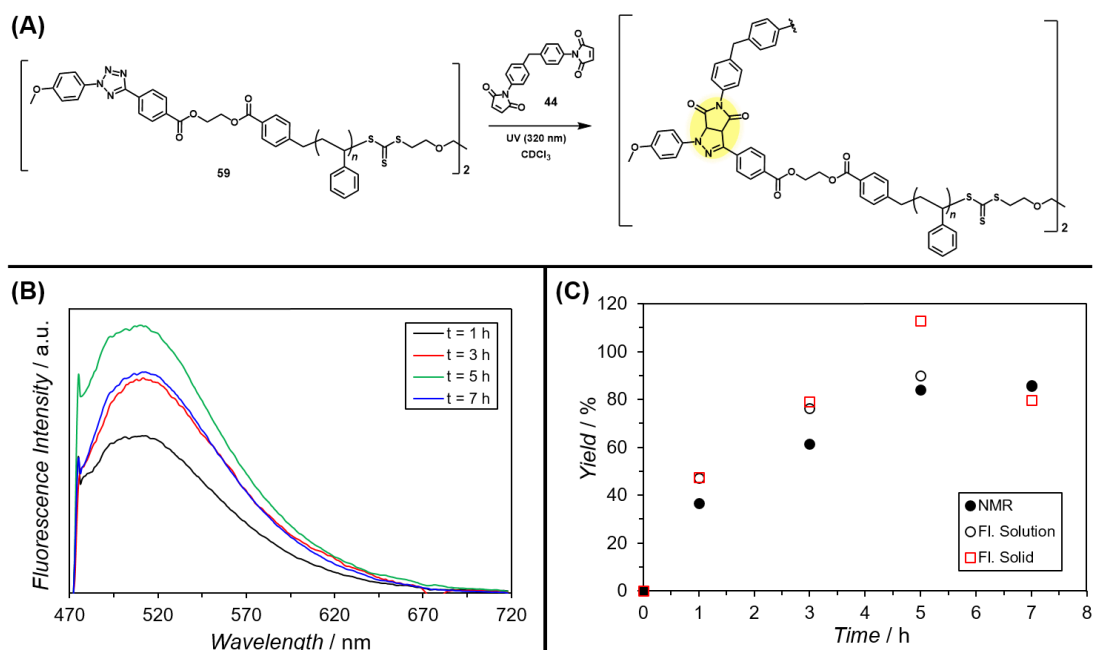 (A)
44
UV (320 nm)
CDCl3
59
n
2
n
2
(B)
Fluorescence Intensity / a.u.
t = 1 h
t = 3 h
t = 5 h
t = 7 h
470
520
570
620
670
720
Wavelength / nm
(C)
Yield / %
120
100
80
60
40
20
0
NMR
Fl. Solution
Fl. Solid
0
1
2
3
4
5
6
7
8
Time / h